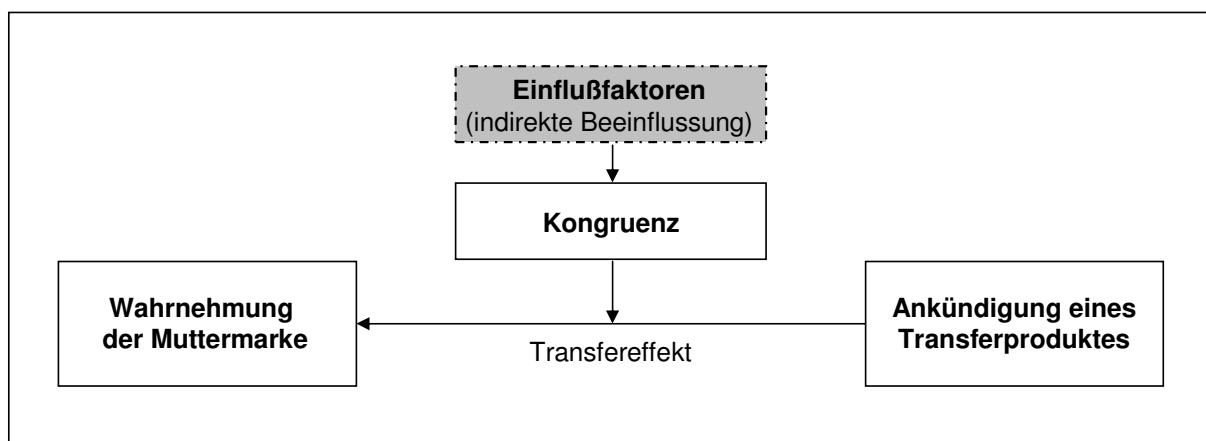 Einflußfaktoren
(indirekte Beeinflussung)
Kongruenz
Wahrnehmung
der Muttermarke
Ankündigung eines
Transferproduktes
Transfereffekt